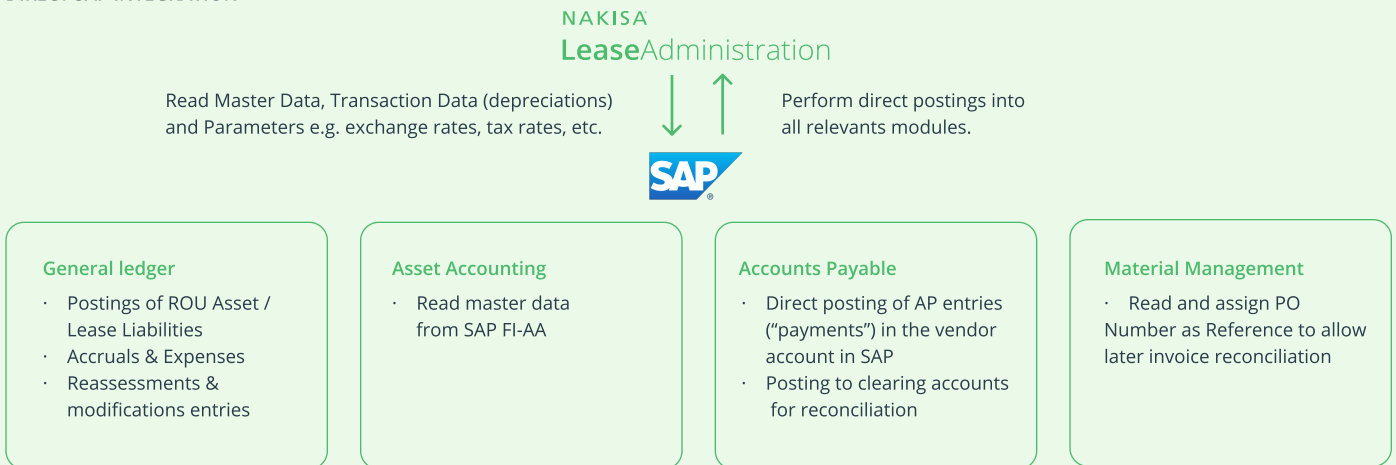 NAKISA
LeaseAdministration
Read Master Data, Transaction Data (depreciations)
and Parameters e.g. exchange rates, tax rates, etc.
Perform direct postings into
all relevants modules.
SAP®
General ledger
· Postings of ROU Asset /
Lease Liabilities
· Accruals & Expenses
· Reassessments &
modifications entries
Asset Accounting
· Read master data
from SAP FI-AA
Accounts Payable
· Direct posting of AP entries
(“payments”) in the vendor
account in SAP
· Posting to clearing accounts
for reconciliation
Material Management
· Read and assign PO
Number as Reference to allow
later invoice reconciliation